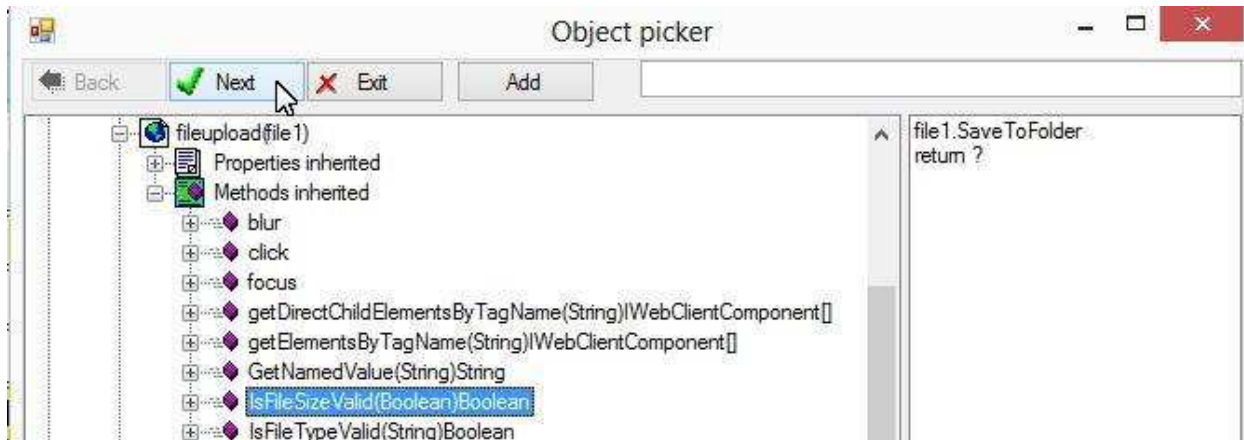 Object picker
Back Next Exit Add
fileupload(file1)
Properties inherited
Methods inherited
blur
click
focus
getDirectChildElementsByTagName(String)IWebClientComponent[]
getElementsByTagName(String)IWebClientComponent[]
GetNamedValue(String)String
IsFileSizeValid(Boolean)Boolean
IsFileTypeValid(String)Boolean
file1.SaveToFolder
return ?